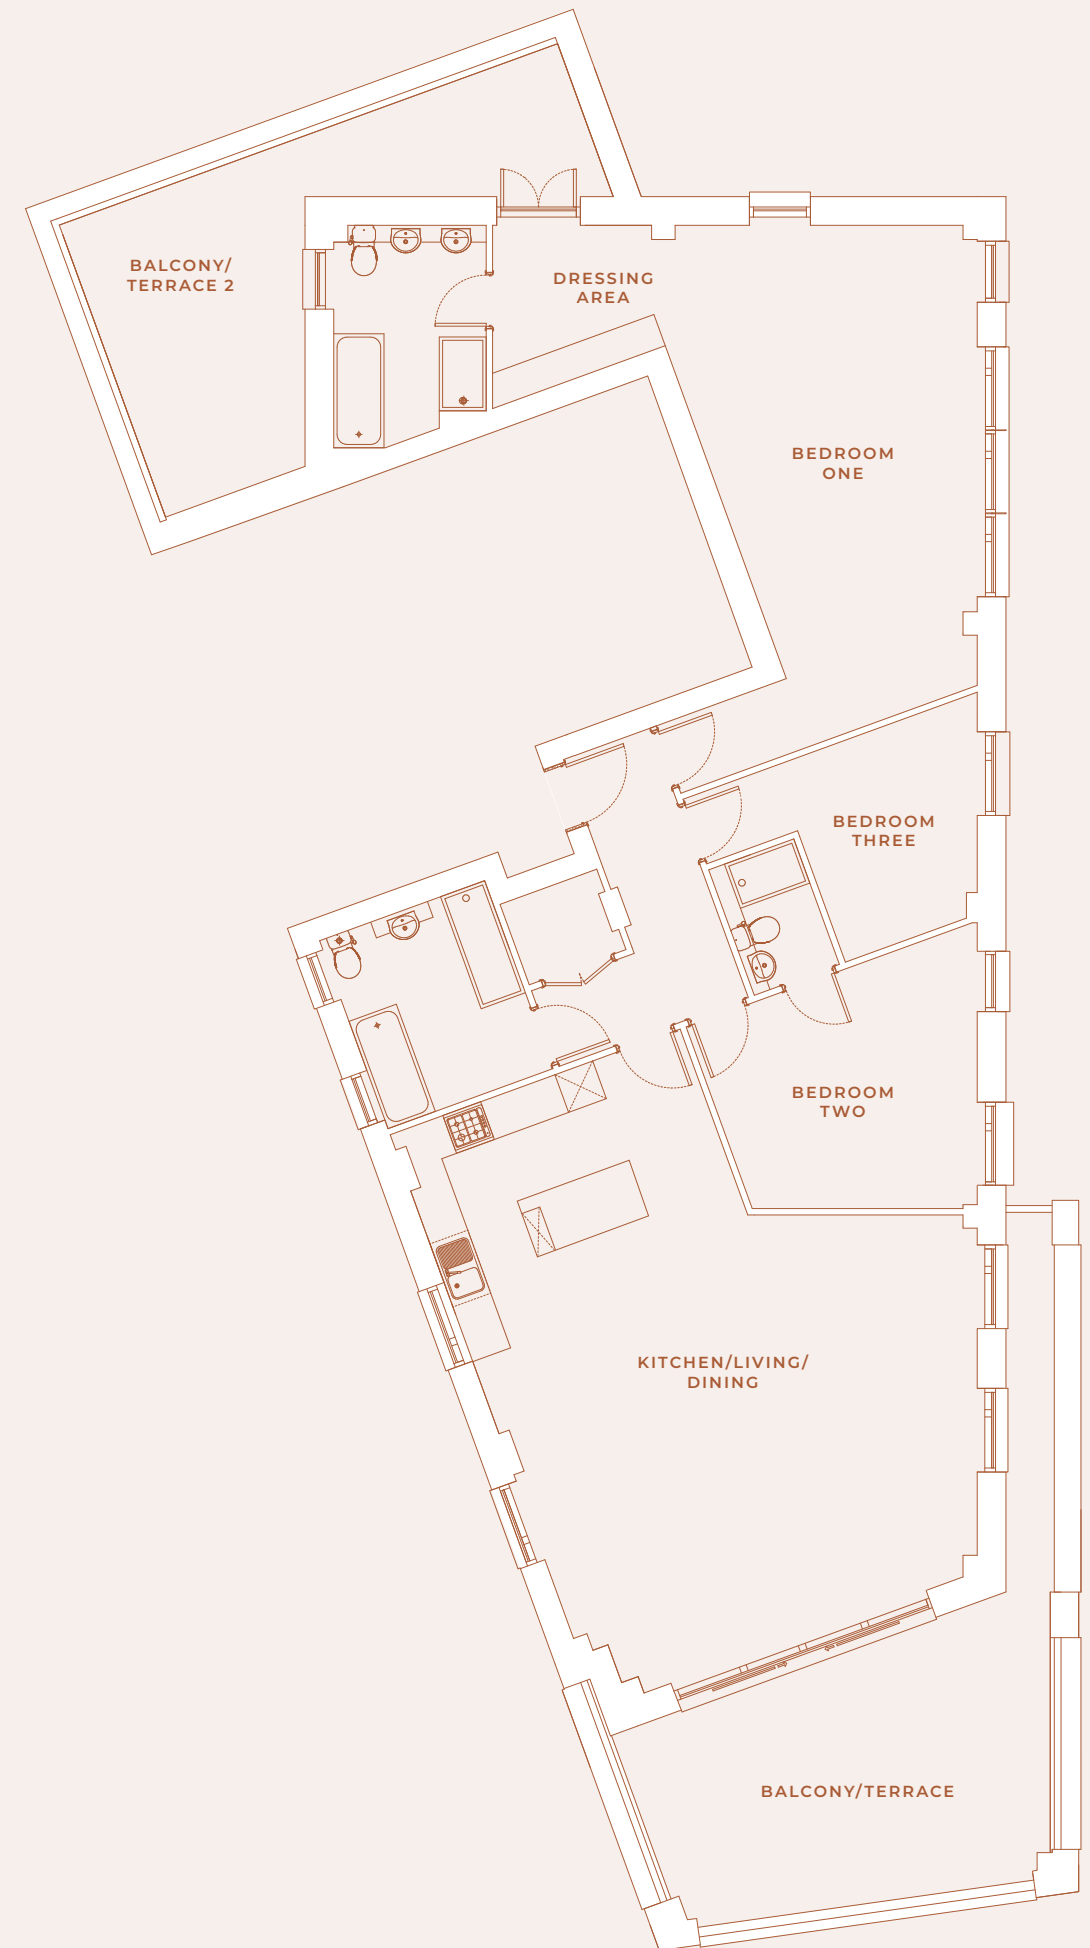 BALCONY/
TERRACE 2
DRESSING
AREA
BEDROOM
ONE
BEDROOM
THREE
BEDROOM
TWO
KITCHEN/LIVING/
DINING
BALCONY/TERRACE